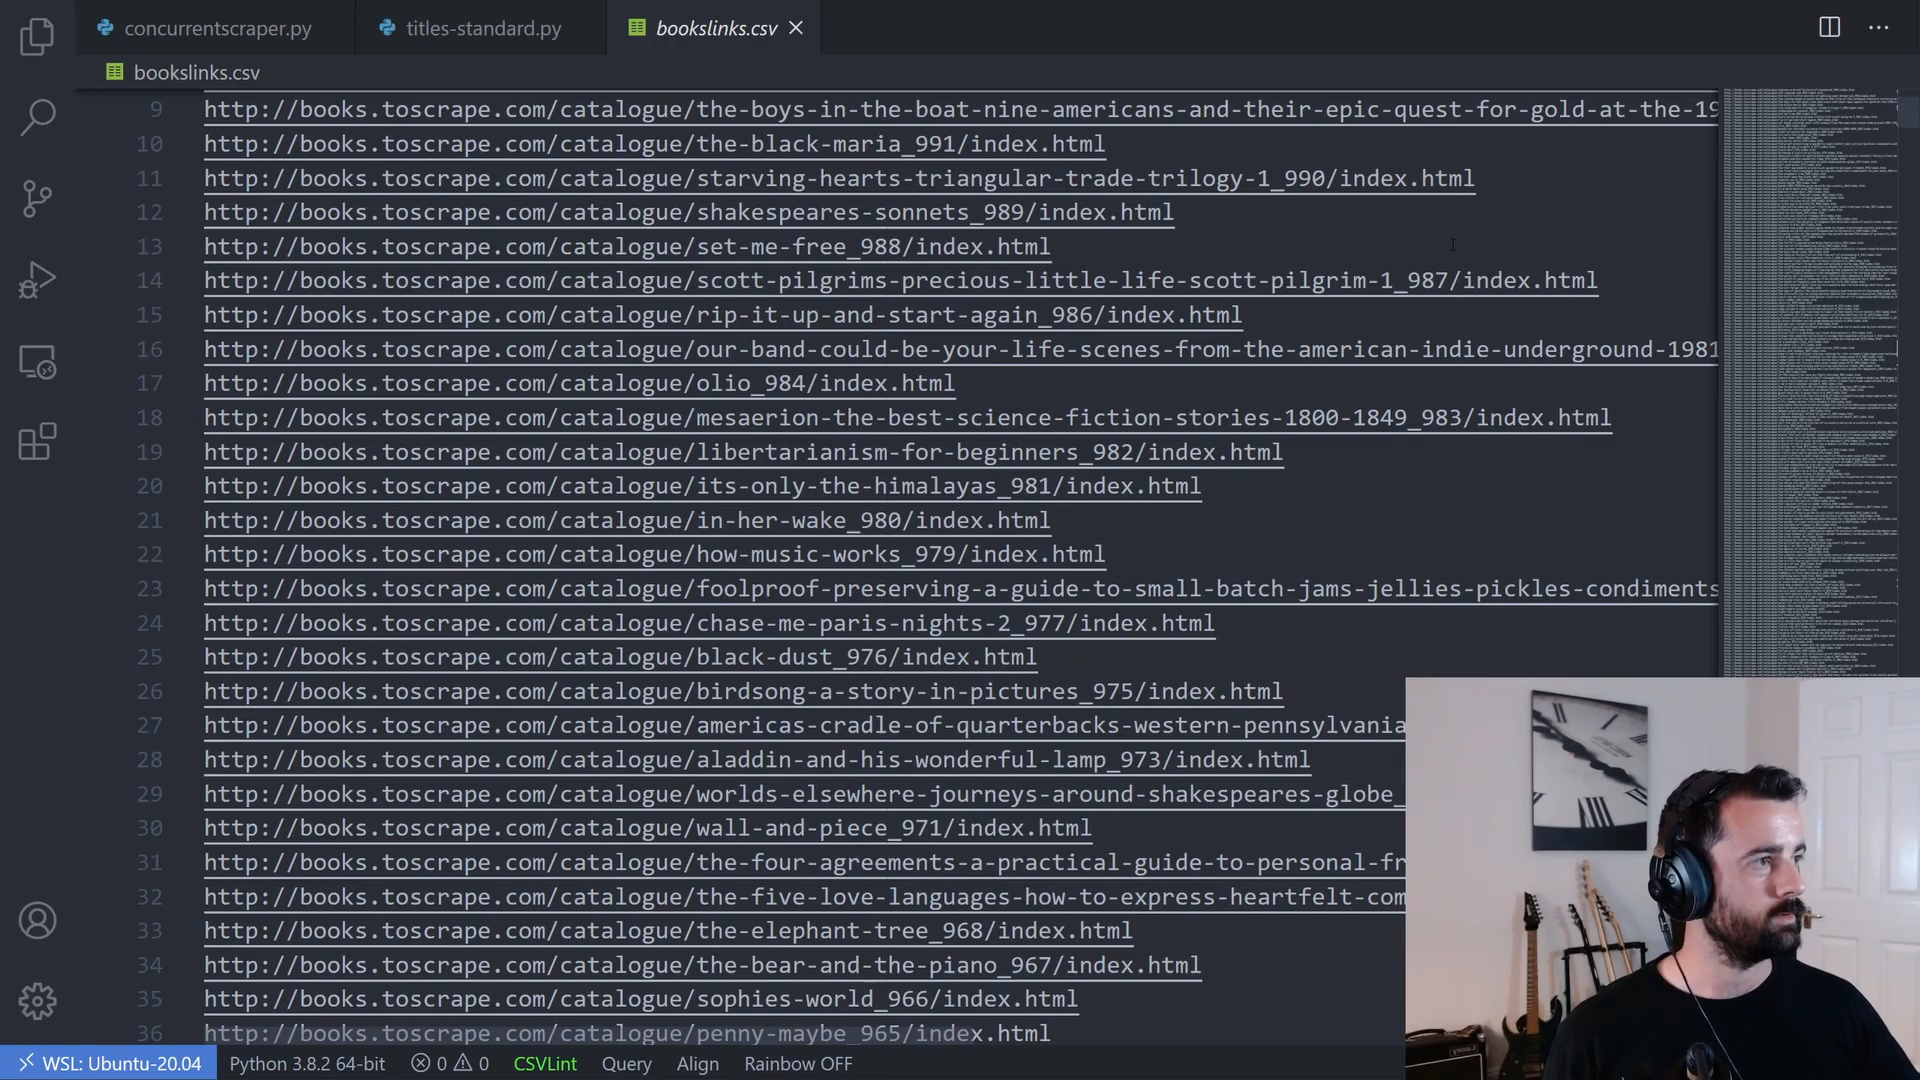 concurrentscraper.py
titles-standard.py
bookslinks.csv
bookslinks.csv
9 http://books.toscrape.com/catalogue/the-boys-in-the-boat-nine-americans-and-their-epic-quest-for-gold-at-the-19
10 http://books.toscrape.com/catalogue/the-black-maria_991/index.html
11 http://books.toscrape.com/catalogue/starving-hearts-triangular-trade-trilogy-1_990/index.html
12 http://books.toscrape.com/catalogue/shakespeares-sonnets_989/index.html
13 http://books.toscrape.com/catalogue/set-me-free_988/index.html
14 http://books.toscrape.com/catalogue/scott-pilgrims-precious-little-life-scott-pilgrim-1_987/index.html
15 http://books.toscrape.com/catalogue/rip-it-up-and-start-again_986/index.html
16 http://books.toscrape.com/catalogue/our-band-could-be-your-life-scenes-from-the-american-indie-underground-1981
17 http://books.toscrape.com/catalogue/olio_984/index.html
18 http://books.toscrape.com/catalogue/mesaerion-the-best-science-fiction-stories-1800-1849_983/index.html
19 http://books.toscrape.com/catalogue/libertarianism-for-beginners_982/index.html
20 http://books.toscrape.com/catalogue/its-only-the-himalayas_981/index.html
21 http://books.toscrape.com/catalogue/in-her-wake_980/index.html
22 http://books.toscrape.com/catalogue/how-music-works_979/index.html
23 http://books.toscrape.com/catalogue/foolproof-preserving-a-guide-to-small-batch-jams-jellies-pickles-condiments
24 http://books.toscrape.com/catalogue/chase-me-paris-nights-2_977/index.html
25 http://books.toscrape.com/catalogue/black-dust_976/index.html
26 http://books.toscrape.com/catalogue/birdsong-a-story-in-pictures_975/index.html
27 http://books.toscrape.com/catalogue/americas-cradle-of-quarterbacks-western-pennsylvania
28 http://books.toscrape.com/catalogue/aladdin-and-his-wonderful-lamp_973/index.html
29 http://books.toscrape.com/catalogue/worlds-elsewhere-journeys-around-shakespeares-globe_
30 http://books.toscrape.com/catalogue/wall-and-piece_971/index.html
31 http://books.toscrape.com/catalogue/the-four-agreements-a-practical-guide-to-personal-fr
32 http://books.toscrape.com/catalogue/the-five-love-languages-how-to-express-heartfelt-com
33 http://books.toscrape.com/catalogue/the-elephant-tree_968/index.html
34 http://books.toscrape.com/catalogue/the-bear-and-the-piano_967/index.html
35 http://books.toscrape.com/catalogue/sophies-world_966/index.html
36 http://books.toscrape.com/catalogue/penny-maybe_965/index.html
WSL: Ubuntu-20.04 Python 3.8.2 64-bit 0 0 CSVLint Query Align Rainbow OFF